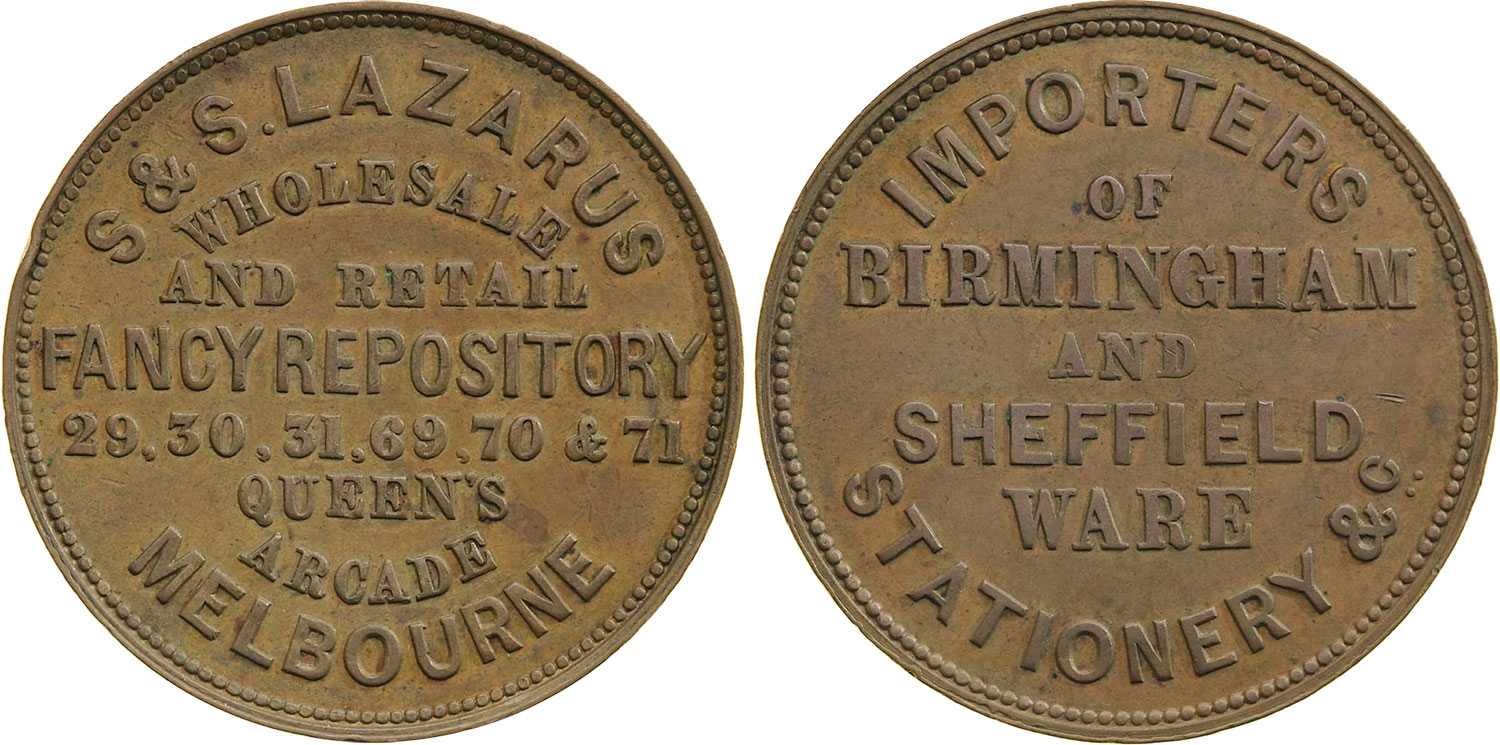 S & S. LAZARUS
WHOLESALE
AND RETAIL
FANCY REPOSITORY
29, 30, 31, 69, 70 & 71
QUEEN'S
ARCADE
MELBOURNE
IMPORTERS
OF
BIRMINGHAM
AND
SHEFFIELD
WARE
STATIONERY &C